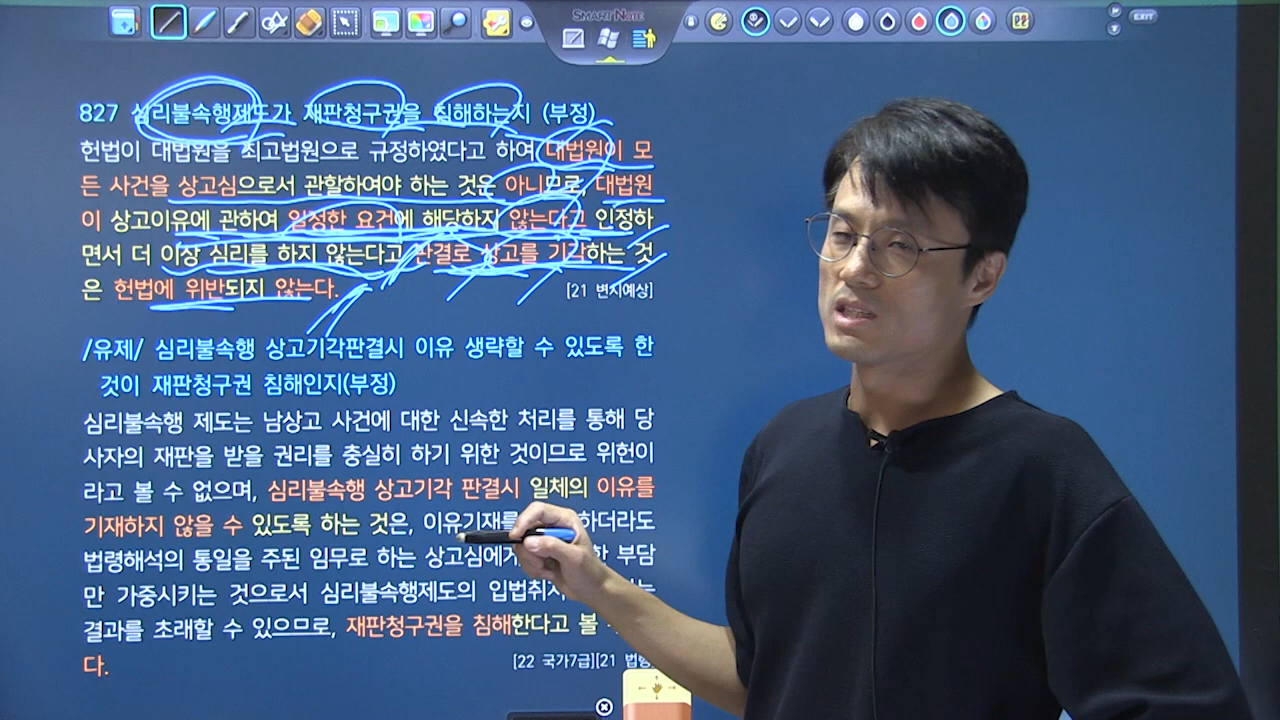 SMART NOTE
EXIT
827 심리불속행제도가 재판청구권을 침해하는지 (부정)
헌법이 대법원을 최고법원으로 규정하였다고 하여 대법원이 모
든 사건을 상고심으로서 관할하여야 하는 것은 아니므로, 대법원
이 상고이유에 관하여 일정한 요건에 해당하지 않는다고 인정하
면서 더 이상 심리를 하지 않는다고 판결로 상고를 기각하는 것
은 헌법에 위반되지 않는다.
[21 변시예상]
/유제/ 심리불속행 상고기각판결시 이유 생략할 수 있도록 한
것이 재판청구권 침해인지(부정)
심리불속행 제도는 남상고 사건에 대한 신속한 처리를 통해 당
사자의 재판을 받을 권리를 충실히 하기 위한 것이므로 위헌이
라고 볼 수 없으며, 심리불속행 상고기각 판결시 일체의 이유를
기재하지 않을 수 있도록 하는 것은, 이유기재를 하더라도
법령해석의 통일을 주된 임무로 하는 상고심에게 한 부담
만 가중시키는 것으로서 심리불속행제도의 입법취지
결과를 초래할 수 있으므로, 재판청구권을 침해한다고 볼
다.
[22 국가7급][21 법행